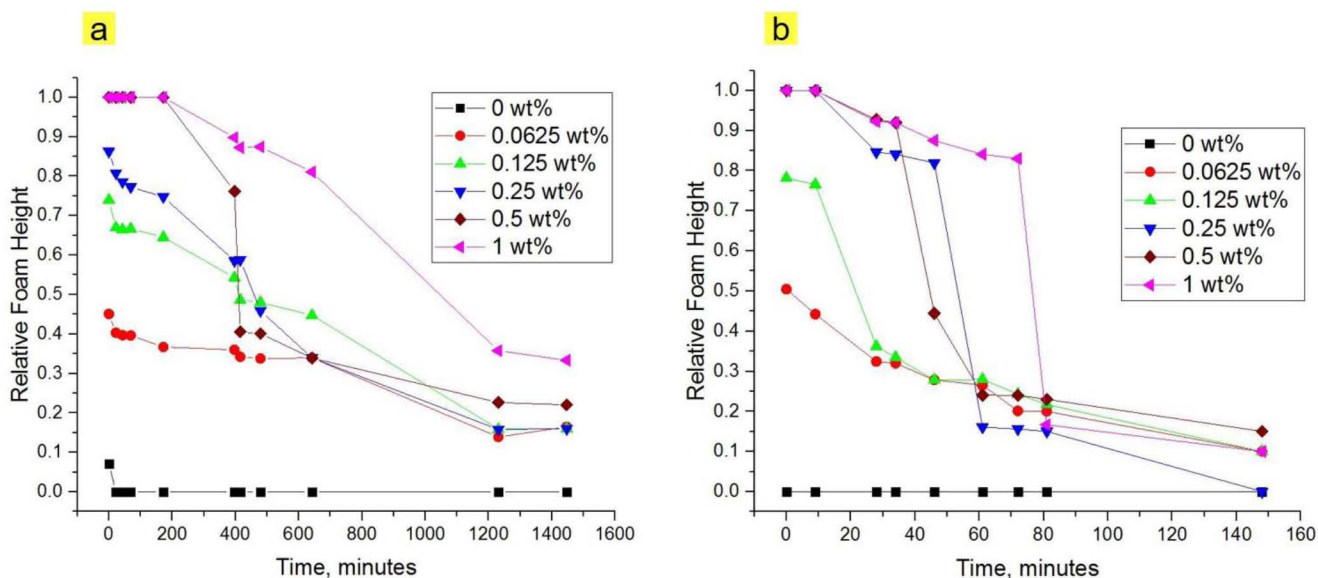 a
Relative Foam Height
1.0
0.9
0.8
0.7
0.6
0.5
0.4
0.3
0.2
0.1
0.0
0 200 400 600 800 1000 1200 1400 1600
Time, minutes
0 wt%
0.0625 wt%
0.125 wt%
0.25 wt%
0.5 wt%
1 wt%
b
Relative Foam Height
1.0
0.9
0.8
0.7
0.6
0.5
0.4
0.3
0.2
0.1
0.0
0 20 40 60 80 100 120 140 160
Time, minutes
0 wt%
0.0625 wt%
0.125 wt%
0.25 wt%
0.5 wt%
1 wt%